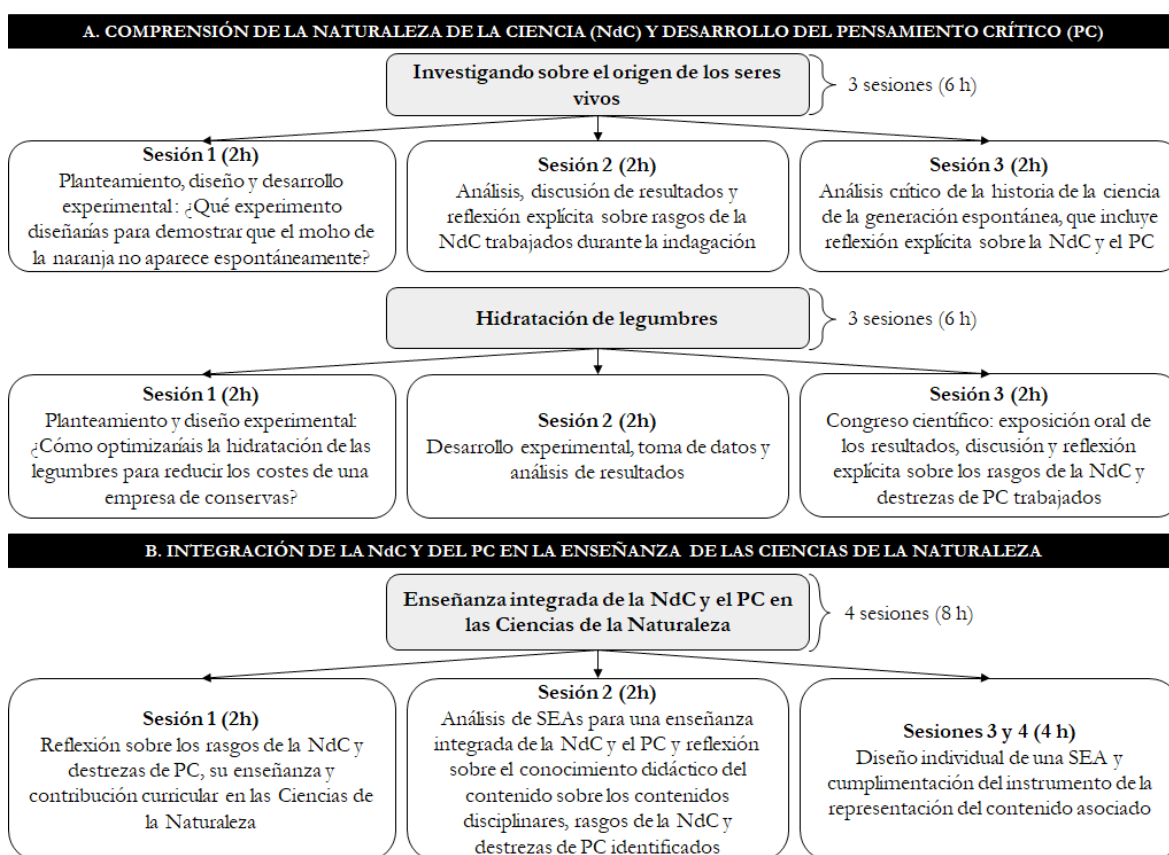 A. COMPRENSIÓN DE LA NATURALEZA DE LA CIENCIA (NdC) Y DESARROLLO DEL PENSAMIENTO CRÍTICO (PC)
Investigando sobre el origen de los seres
vivos
3 sesiones (6 h)
Sesión 1 (2h)
Planteamiento, diseño y desarrollo
experimental: ¿Qué experimento
diseñarías para demostrar que el moho de
la naranja no aparece espontáneamente?
Sesión 2 (2h)
Análisis, discusión de resultados y
reflexión explícita sobre rasgos de la
NdC trabajados durante la indagación
Sesión 3 (2h)
Análisis crítico de la historia de la ciencia
de la generación espontánea, que incluye
reflexión explícita sobre la NdC y el PC
Hidratación de legumbres
3 sesiones (6 h)
Sesión 1 (2h)
Planteamiento y diseño experimental:
¿Cómo optimizaríais la hidratación de las
legumbres para reducir los costes de una
empresa de conservas?
Sesión 2 (2h)
Desarrollo experimental, toma de datos y
análisis de resultados
Sesión 3 (2h)
Congreso científico: exposición oral de
los resultados, discusión y reflexión
explícita sobre los rasgos de la NdC y
destrezas de PC trabajados
B. INTEGRACIÓN DE LA NdC Y DEL PC EN LA ENSEÑANZA DE LAS CIENCIAS DE LA NATURALEZA
Enseñanza integrada de la NdC y el PC en
las Ciencias de la Naturaleza
4 sesiones (8 h)
Sesión 1 (2h)
Reflexión sobre los rasgos de la NdC y
destrezas de PC, su enseñanza y
contribución curricular en las Ciencias de
la Naturaleza
Sesión 2 (2h)
Análisis de SEAs para una enseñanza
integrada de la NdC y el PC y reflexión
sobre el conocimiento didáctico del
contenido sobre los contenidos
disciplinares, rasgos de la NdC y
destrezas de PC identificados
Sesiones 3 y 4 (4 h)
Diseño individual de una SEA y
cumplimentación del instrumento de la
representación del contenido asociado